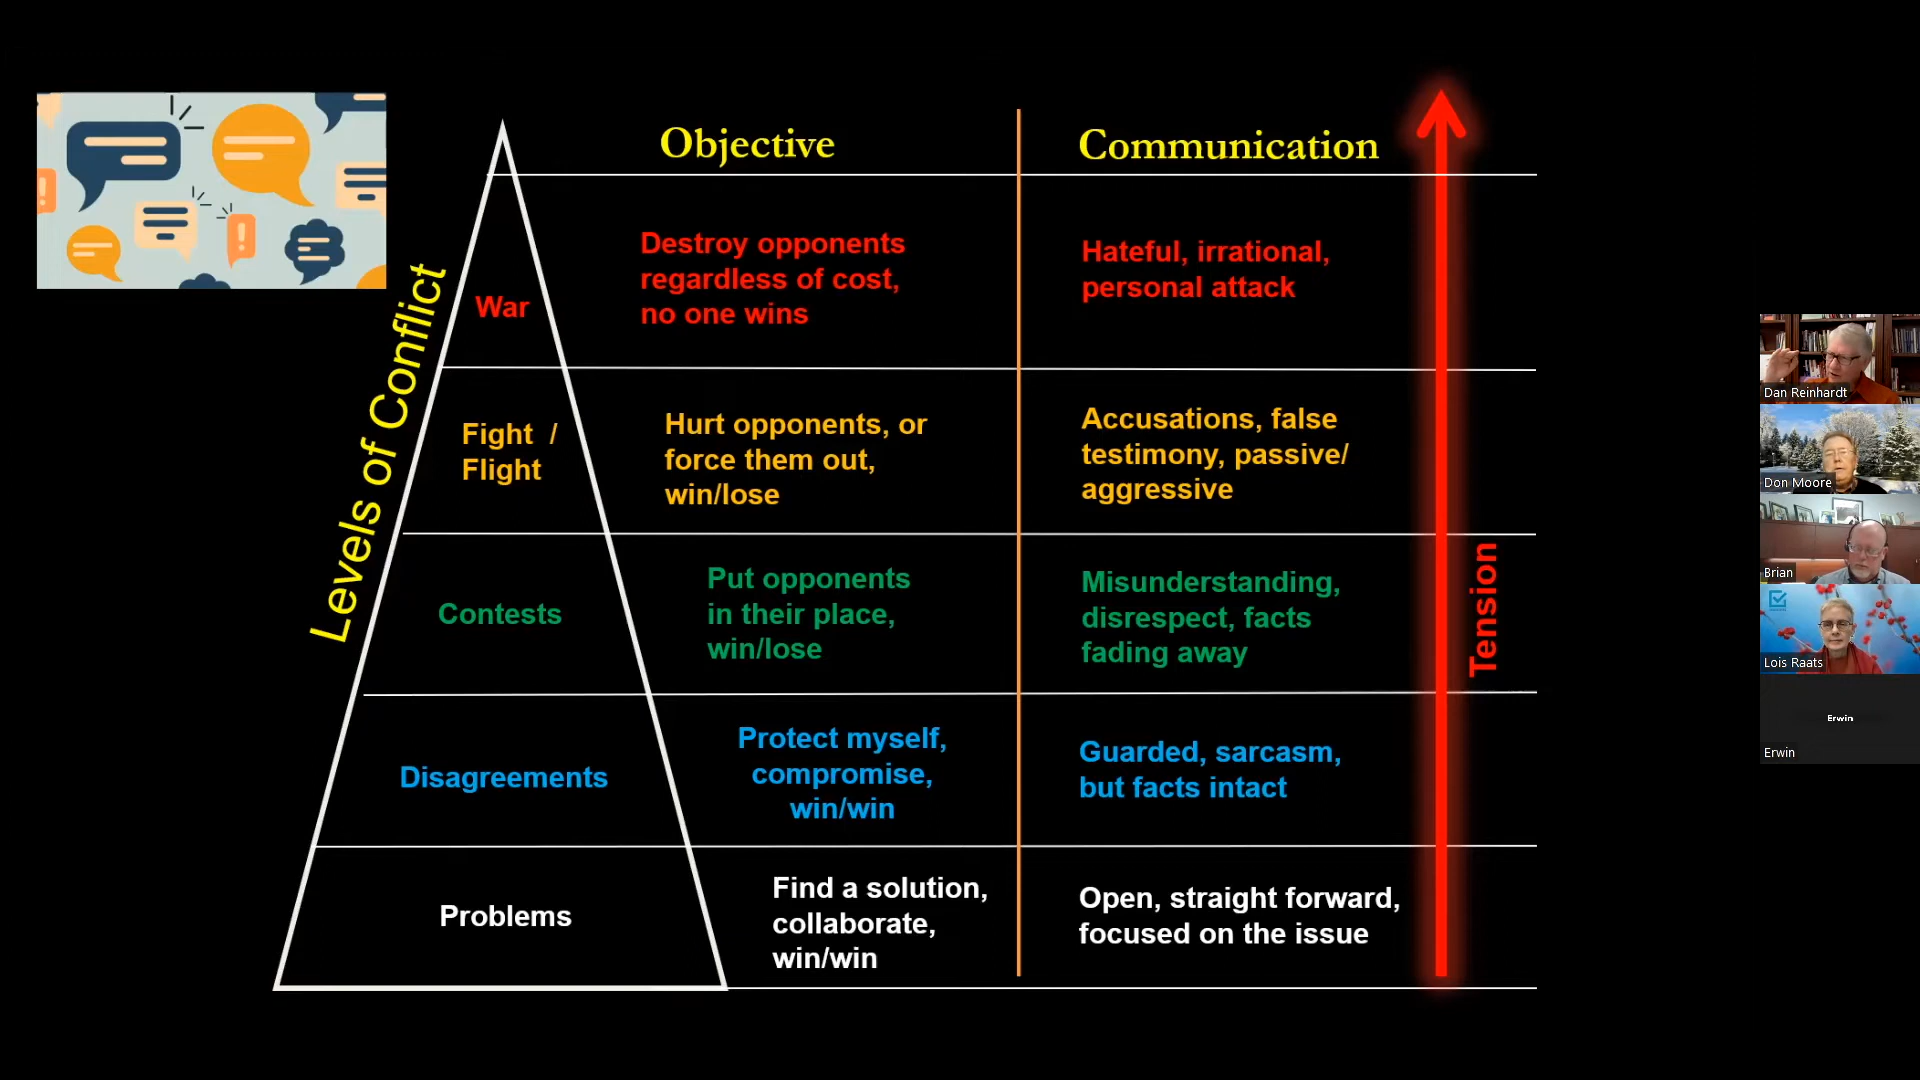 Levels of Conflict
Objective
Communication
War
Destroy opponents
regardless of cost,
no one wins
Hateful, irrational,
personal attack
Fight /
Flight
Hurt opponents, or
force them out,
win/lose
Accusations, false
testimony, passive/
aggressive
Contests
Put opponents
in their place,
win/lose
Misunderstanding,
disrespect, facts
fading away
Disagreements
Protect myself,
compromise,
win/win
Guarded, sarcasm,
but facts intact
Problems
Find a solution,
collaborate,
win/win
Open, straight forward,
focused on the issue
Tension
Dan Reinhardt
Don Moore
Brian
Lois Raats
Erwin
Erwin